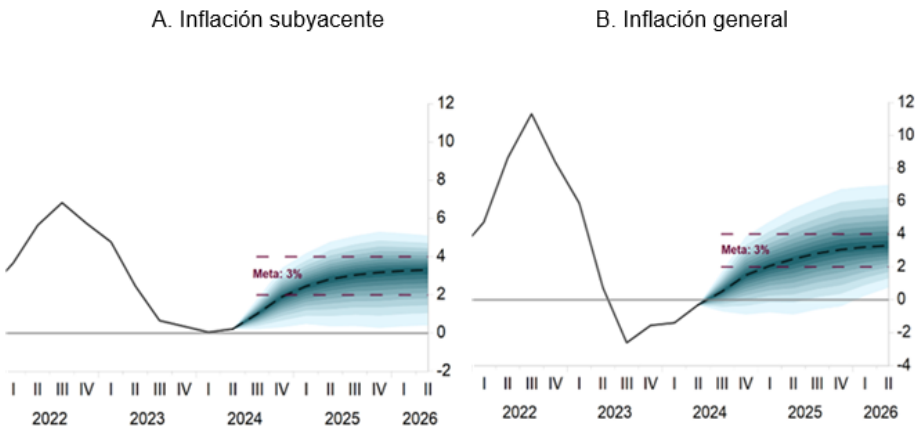 A. Inflación subyacente
B. Inflación general
12
10
8
6
4
2
0
-2
Meta: 3%
I II III IV I II III IV I II III IV I II III IV I II
2022 2023 2024 2025 2026
12
10
8
6
4
2
0
-2
-4
Meta: 3%
I II III IV I II III IV I II III IV I II III IV I II
2022 2023 2024 2025 2026